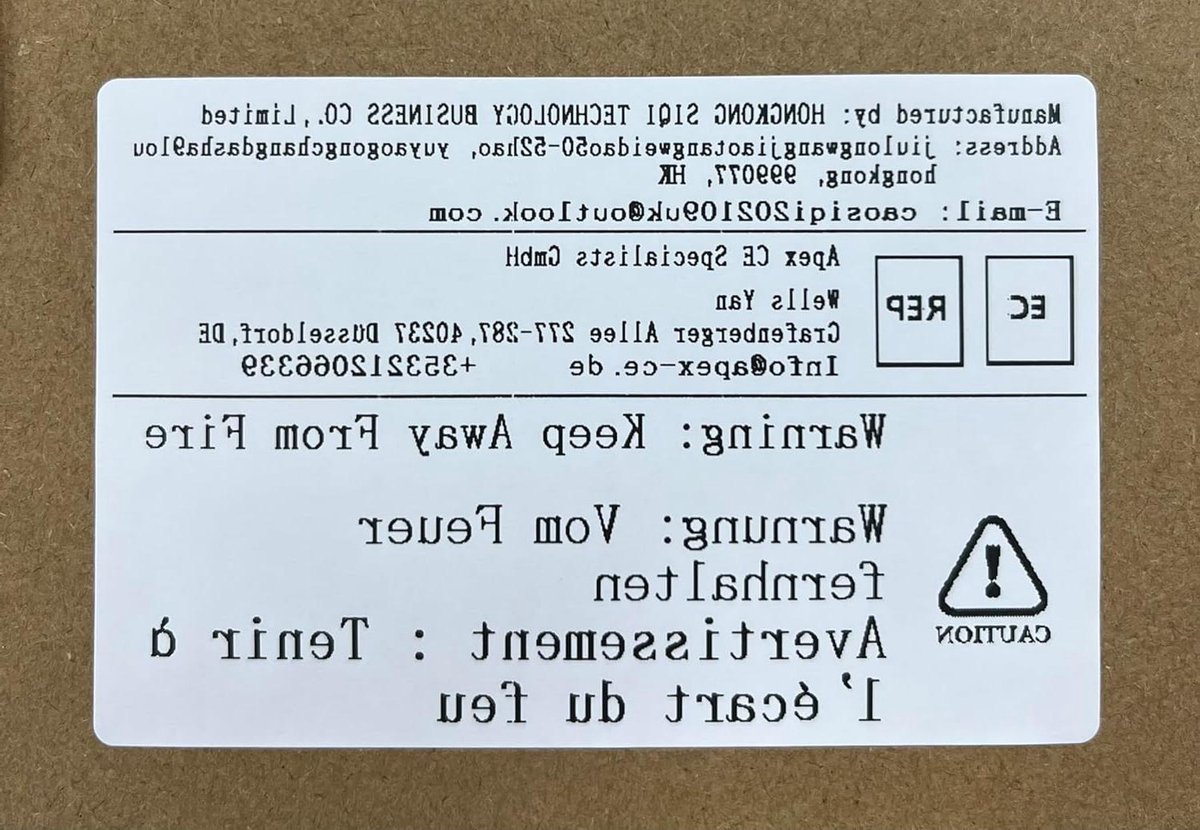 Manufactured by: HONGKONG SIQI TECHNOLOGY BUSINESS CO.,Limited
Address: jiulongwangjiaotangweidao50-52hao, yuyaogongchangdasha9lou
hongkong, 999077, HK
E-mail: caosiqi202109uk@outlook.com
EC REP
Apex CE Specialists GmbH
Wells Yan
Grafenberger Allee 277-287,40237 Düsseldorf,DE
Info@apex-ce.de +353212066339
Warning: Keep Away From Fire
Warnung: Vom Feuer
fernhalten
Avertissement : Tenir à
l'écart du feu
CAUTION